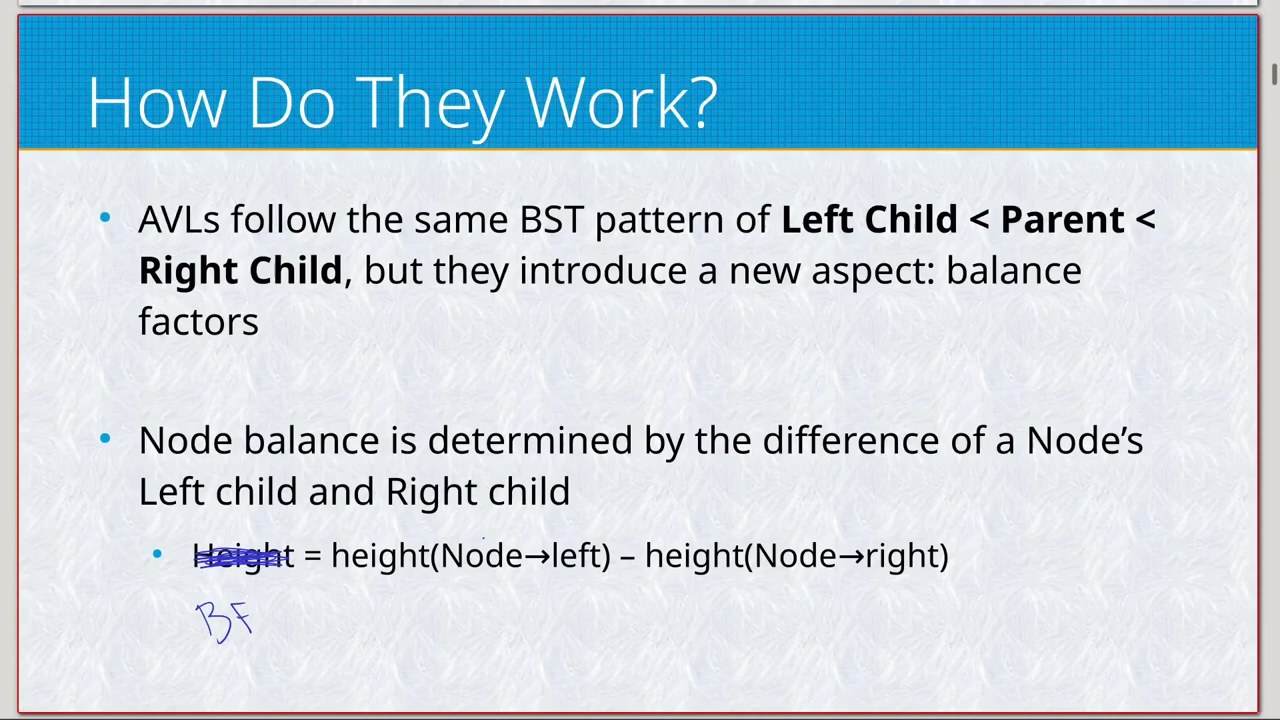 How Do They Work?
• AVLs follow the same BST pattern of Left Child < Parent <
Right Child, but they introduce a new aspect: balance
factors
• Node balance is determined by the difference of a Node’s
Left child and Right child
• Height = height(Node→left) – height(Node→right)
BF